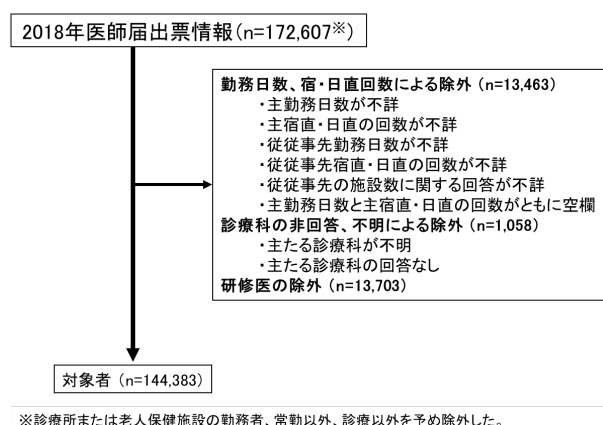 2018年医師届出票情報(n=172,607※)
勤務日数、宿・日直回数による除外 (n=13,463)
・主勤務日数が不詳
・主宿直・日直の回数が不詳
・従従事先勤務日数が不詳
・従従事先宿直・日直の回数が不詳
・従従事先の施設数に関する回答が不詳
・主勤務日数と主宿直・日直の回数がともに空欄
診療科の非回答、不明による除外 (n=1,058)
・主たる診療科が不明
・主たる診療科の回答なし
研修医の除外 (n=13,703)
対象者 (n=144,383)
※診療所または老人保健施設の勤務者、常勤以外、診療以外を予め除外した。